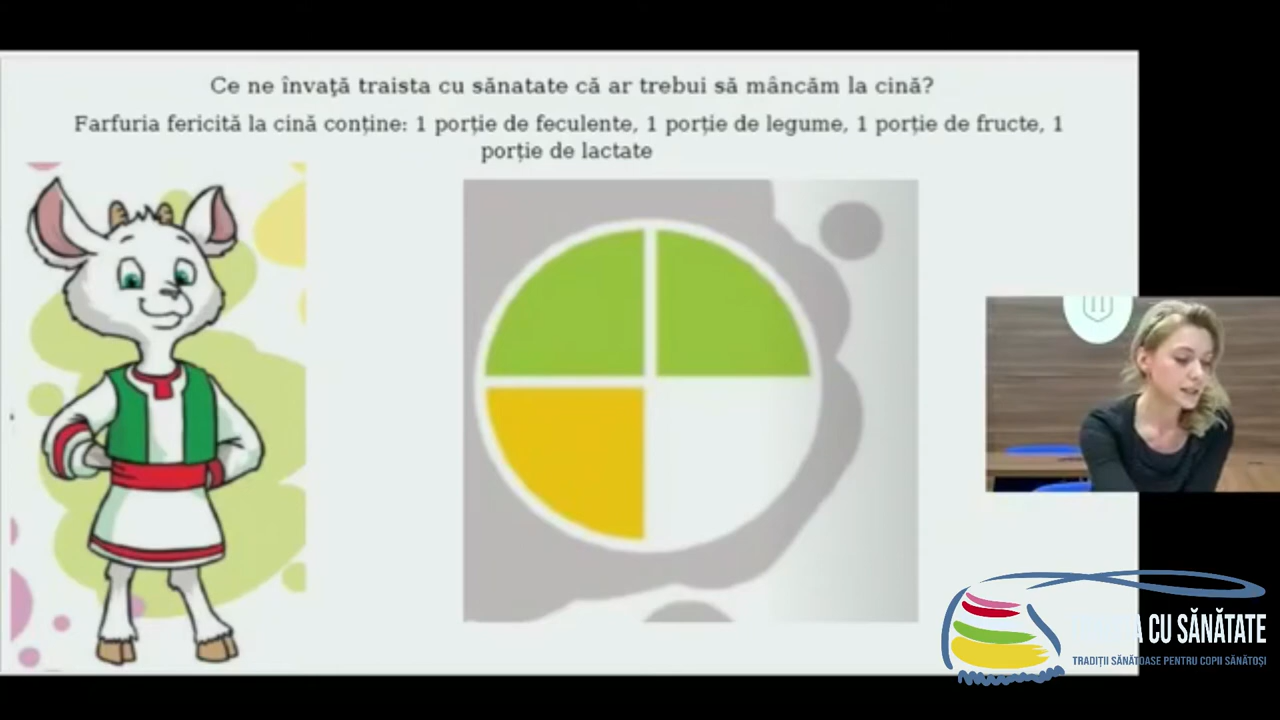 Ce ne învață traista cu sănatate că ar trebui să mâncăm la cină?
Farfuria fericită la cină conține: 1 porție de feculente, 1 porție de legume, 1 porție de fructe, 1
porție de lactate
A CU SĂNĂTATE
TRADIȚII SĂNĂTOASE PENTRU COPII SĂNĂTOȘI